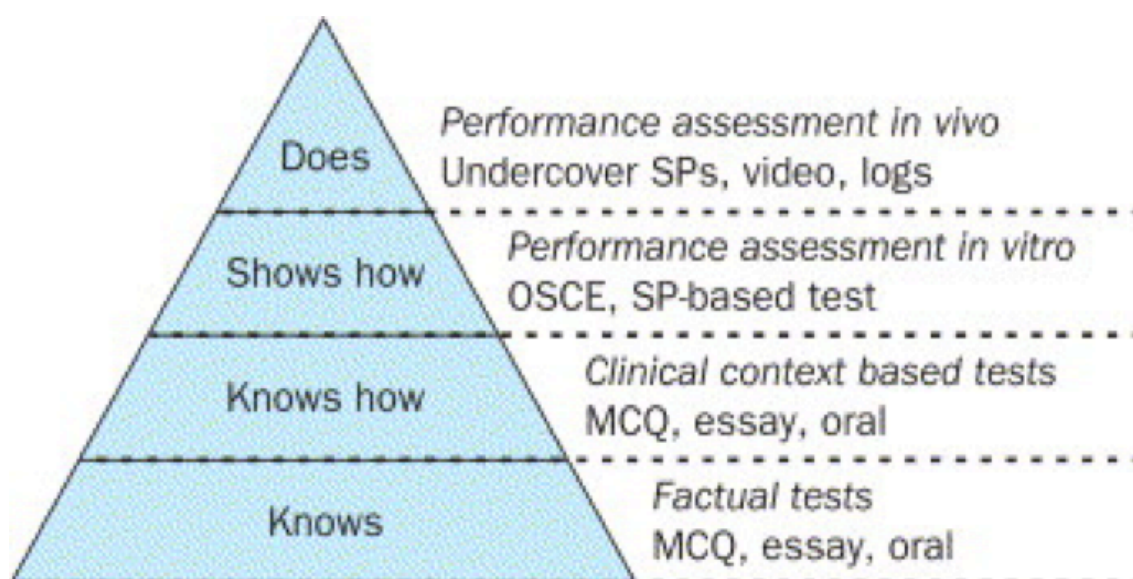 Does
Performance assessment in vivo
Undercover SPs, video, logs
Shows how
Performance assessment in vitro
OSCE, SP-based test
Knows how
Clinical context based tests
MCQ, essay, oral
Knows
Factual tests
MCQ, essay, oral